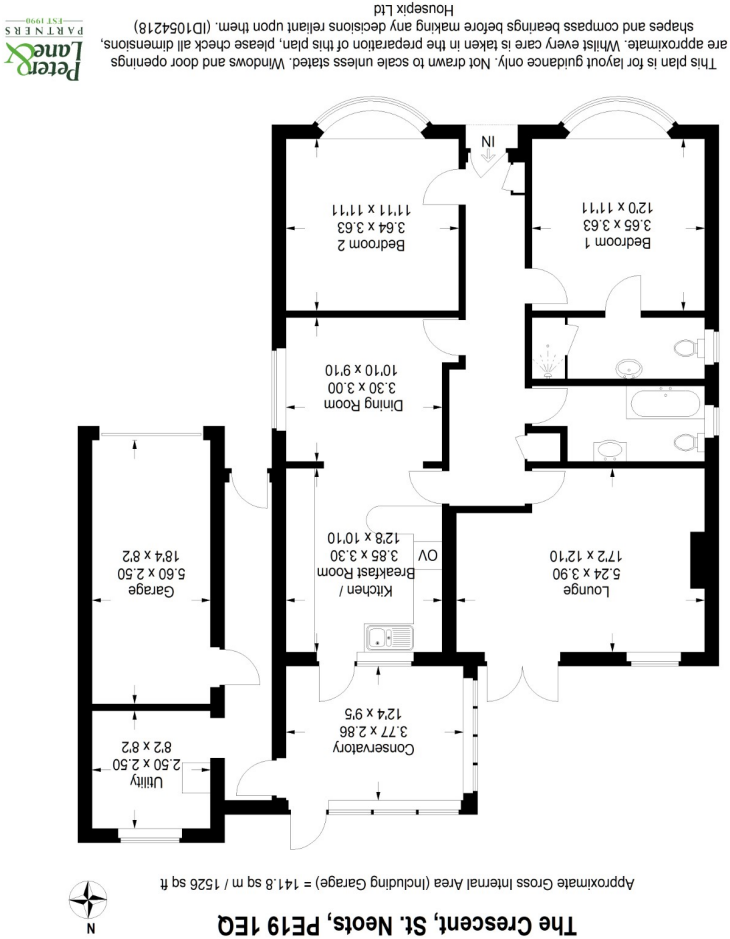 The Crescent, St. Neots, PE19 1EQ
Approximate Gross Internal Area (Including Garage) = 141.8 sq m / 1526 sq ft
N
Utility
2.50 x 2.50
8'2 x 8'2
Conservatory
3.77 x 2.86
12'4 x 9'5
Garage
5.60 x 2.50
18'4 x 8'2
Lounge
5.24 x 3.90
17'2 x 12'10
Kitchen /
Breakfast Room
3.85 x 3.30
12'8 x 10'10
OV
Dining Room
3.30 x 3.00
10'10 x 9'10
Bedroom 1
3.65 x 3.63
12'0 x 11'11
Bedroom 2
3.64 x 3.63
11'11 x 11'11
IN
This plan is for layout guidance only. Not drawn to scale unless stated. Windows and door openings
are approximate. Whilst every care is taken in the preparation of this plan, please check all dimensions,
shapes and compass bearings before making any decisions reliant upon them. (ID1054218)
Housepix Ltd
Peter
Lane&
PARTNERS
EST 1990